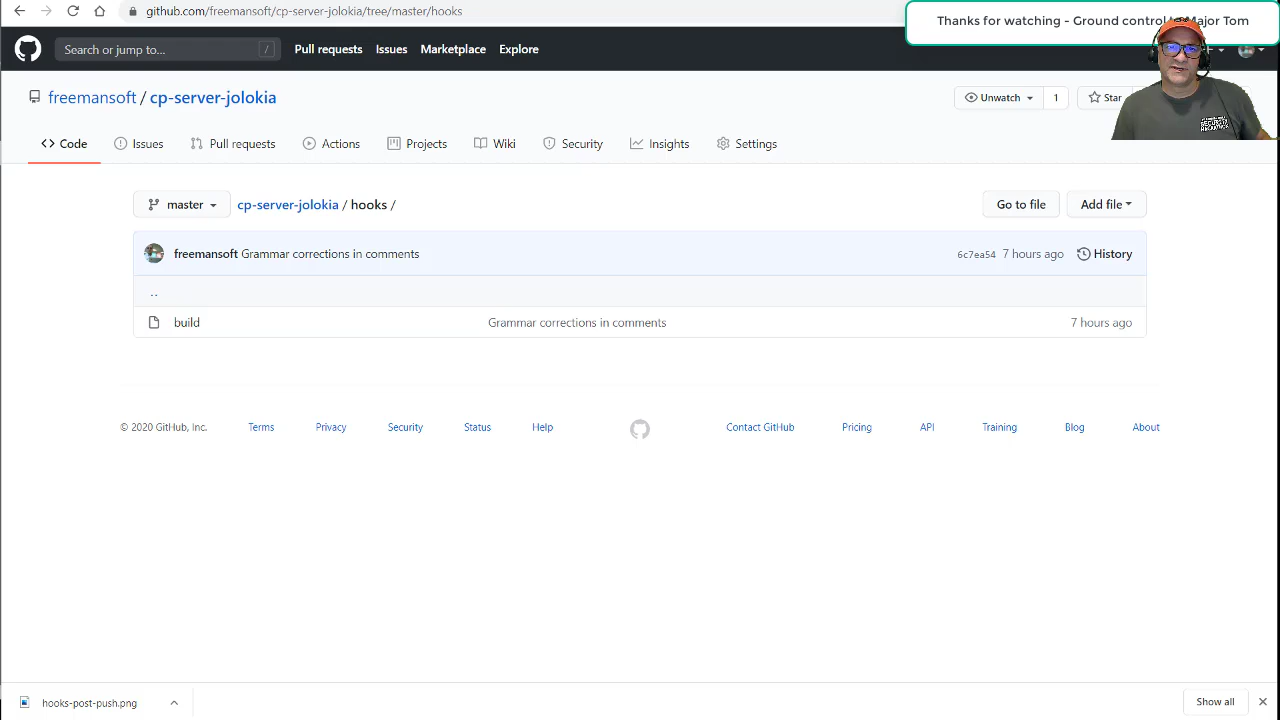 github.com/freemansoft/cp-server-jolokia/tree/master/hooks
Thanks for watching - Ground control to Major Tom
Search or jump to... /
Pull requests Issues Marketplace Explore
freemansoft / cp-server-jolokia
Unwatch 1 Star
Code Issues Pull requests Actions Projects Wiki Security Insights Settings
master cp-server-jolokia / hooks / Go to file Add file
freemansoft Grammar corrections in comments 6c7ea54 7 hours ago History
..
build Grammar corrections in comments 7 hours ago
© 2020 GitHub, Inc. Terms Privacy Security Status Help Contact GitHub Pricing API Training Blog About
hooks-post-push.png Show all